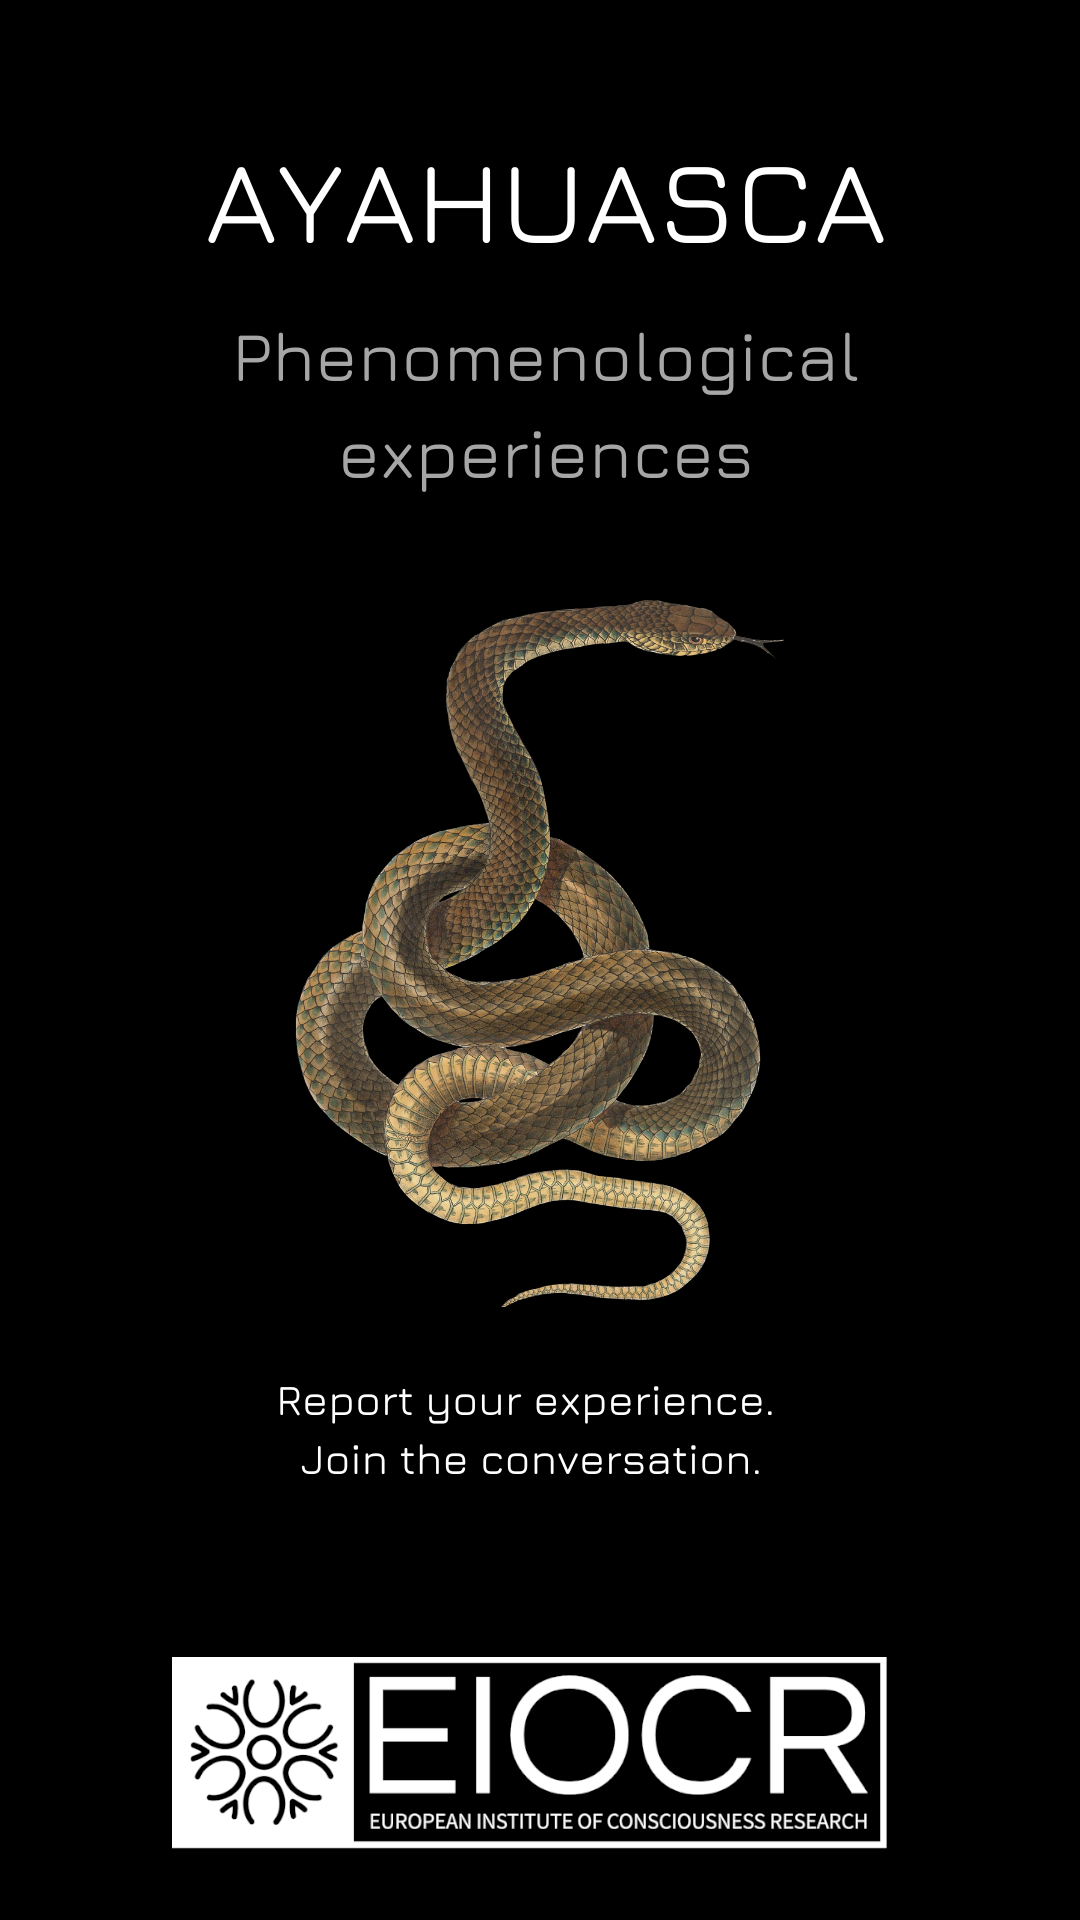 AYAHUASCA
Phenomenological
experiences
Report your experience.
Join the conversation.
EIOCR
EUROPEAN INSTITUTE OF CONSCIOUSNESS RESEARCH